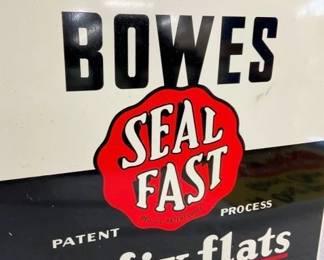 BOWES
SEAL
FAST
PATENT PROCESS
fix flats